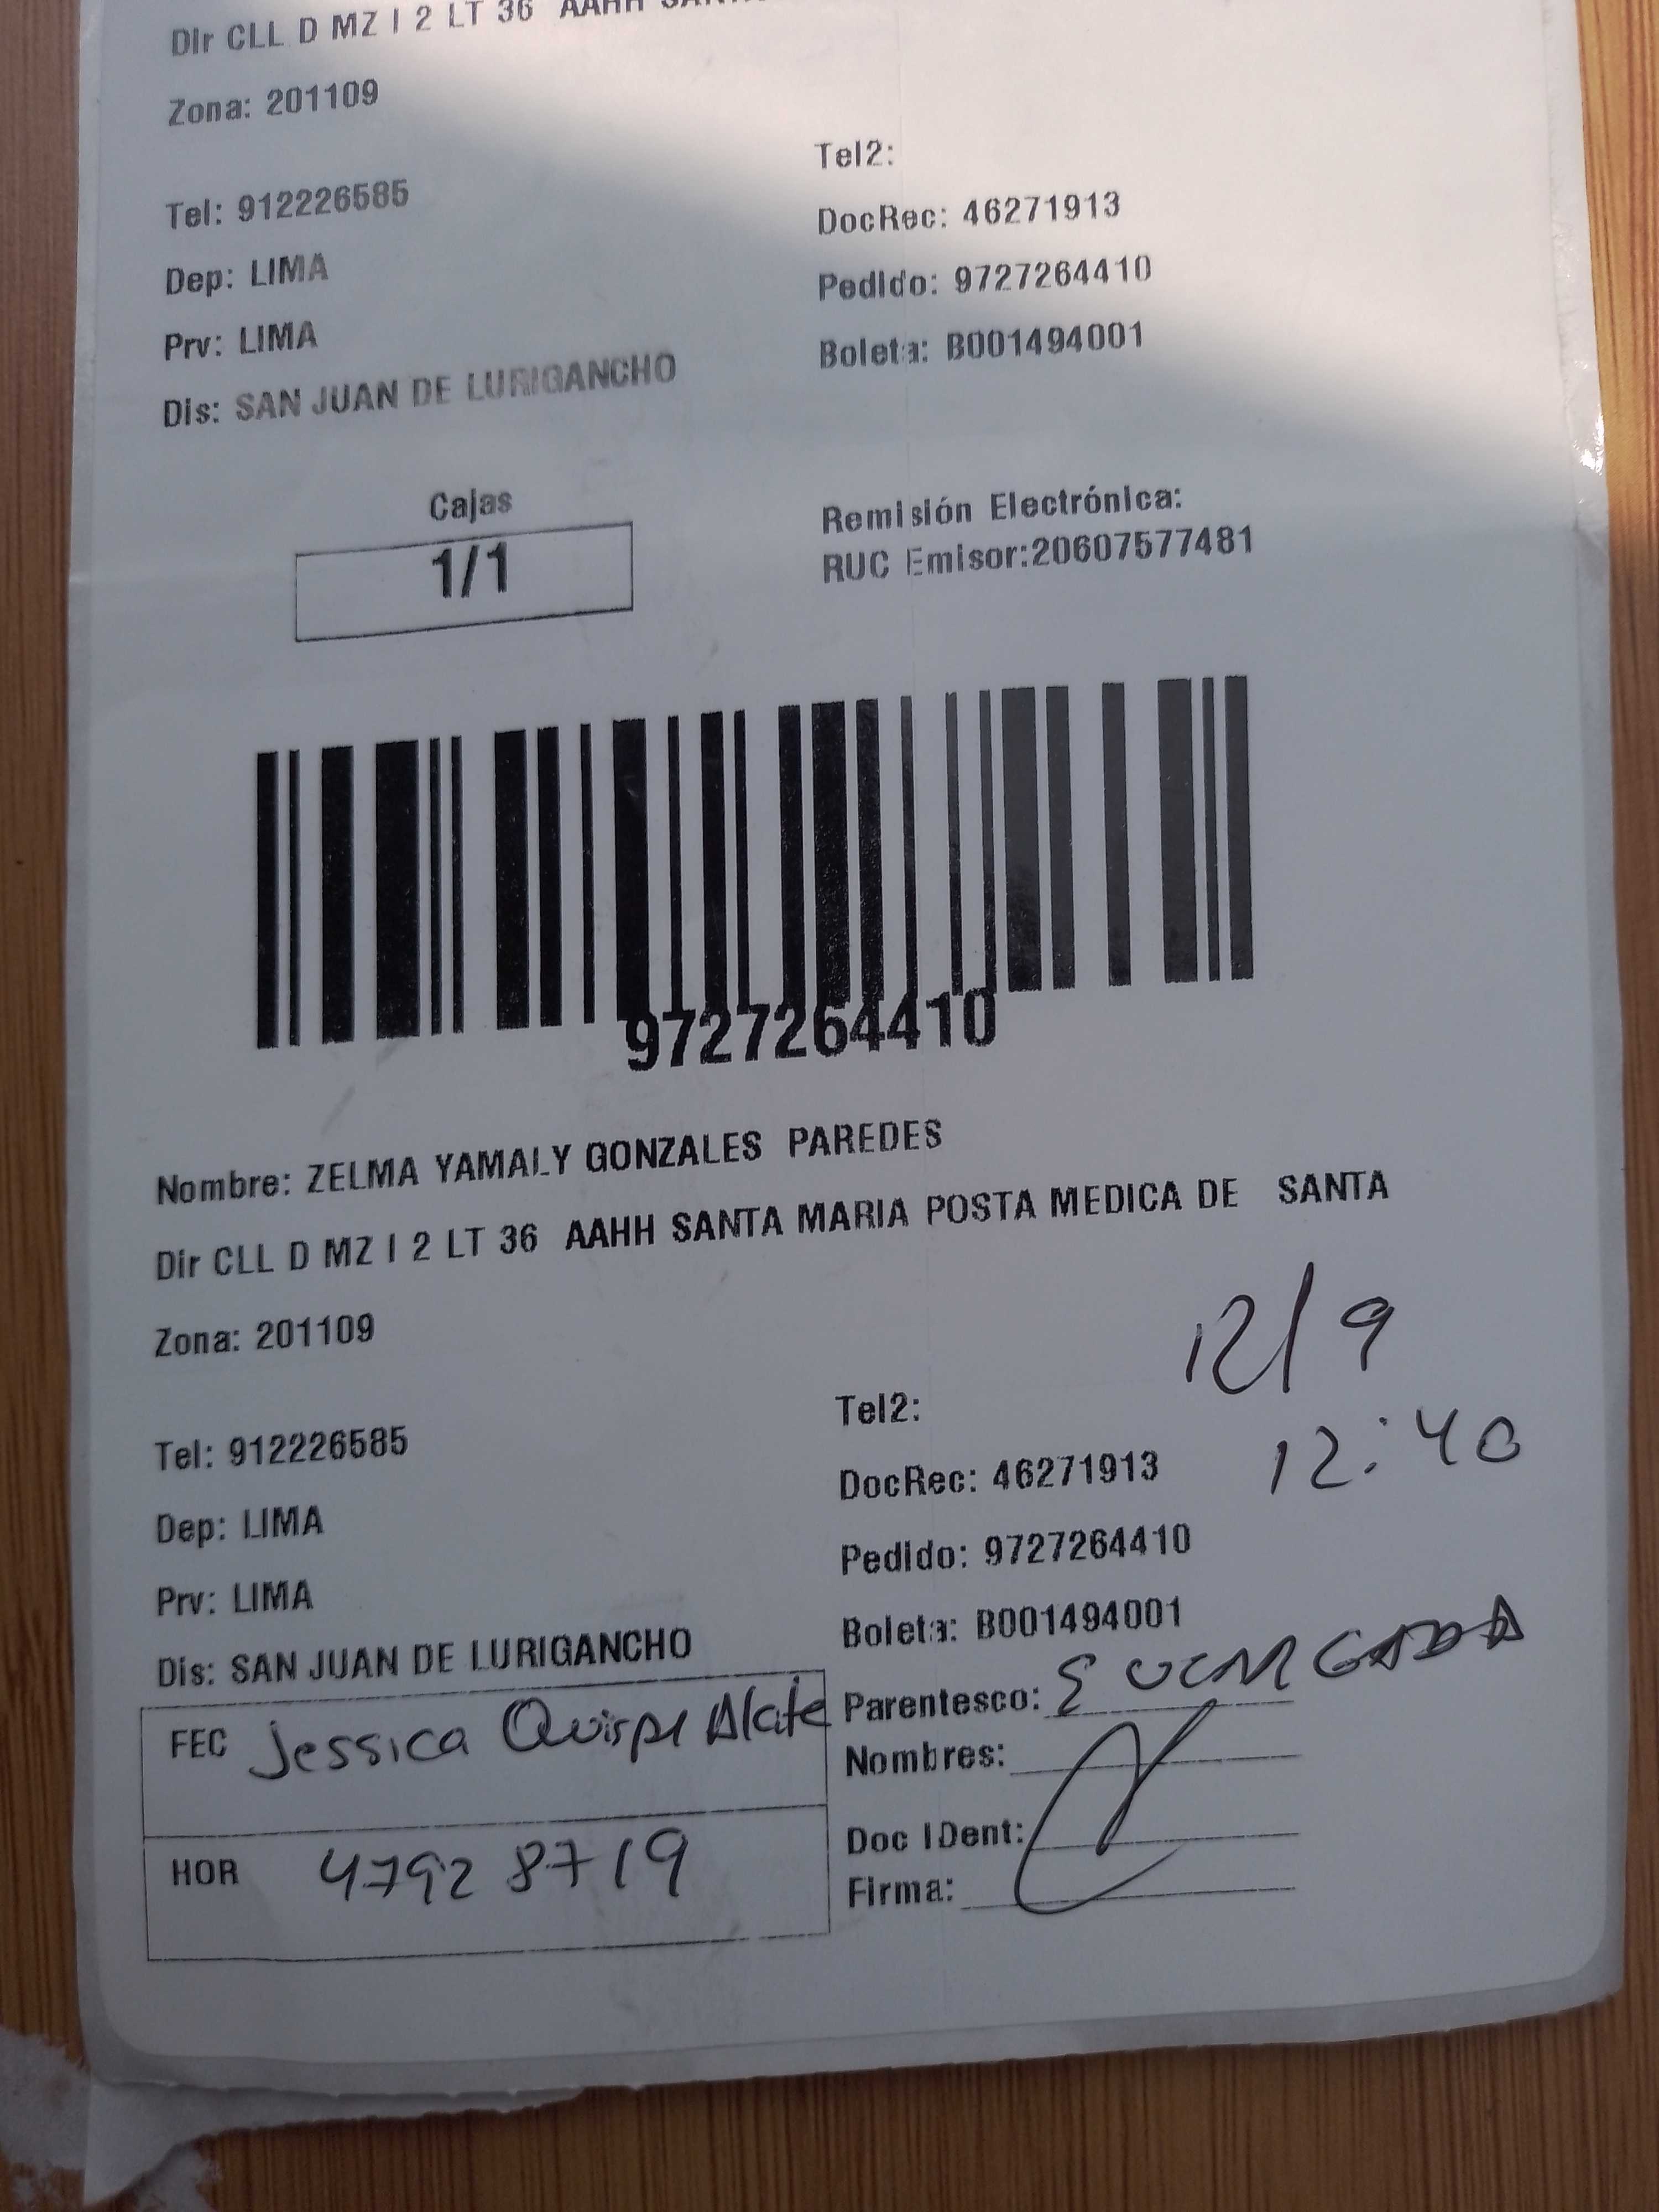 Dir CLL D MZ I 2 LT 36 AAHH
Zona: 201109
Tel2:
Tel: 912226585
DocRec: 46271913
Dep: LIMA
Pedido: 9727264410
Prv: LIMA
Boleta: B001494001
Dis: SAN JUAN DE LURIGANCHO
Cajas
1/1
Remisión Electrónica:
RUC Emisor:20607577481
9727264410
Nombre: ZELMA YAMALY GONZALES PAREDES
Dir CLL D MZ I 2 LT 36 AAHH SANTA MARIA POSTA MEDICA DE SANTA
Zona: 201109
12/9
Tel2:
12:40
Tel: 912226585
DocRec: 46271913
Dep: LIMA
Pedido: 9727264410
Prv: LIMA
Boleta: B001494001
Dis: SAN JUAN DE LURIGANCHO
Parentesco: ENCARGADA
FEC Jessica Quispe
Nombres:
Doc IDent:
HOR 47928719
Firma: